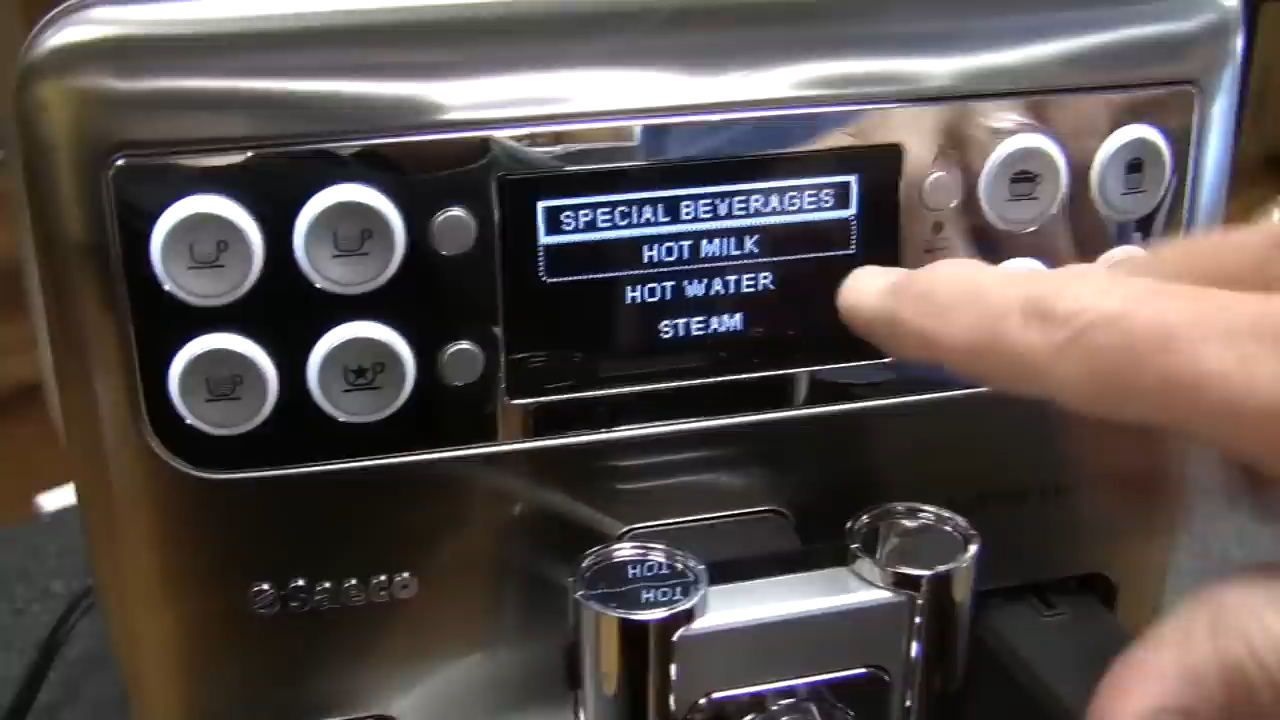 SPECIAL BEVERAGES
HOT MILK
HOT WATER
STEAM
Saeco
HOT
HOT